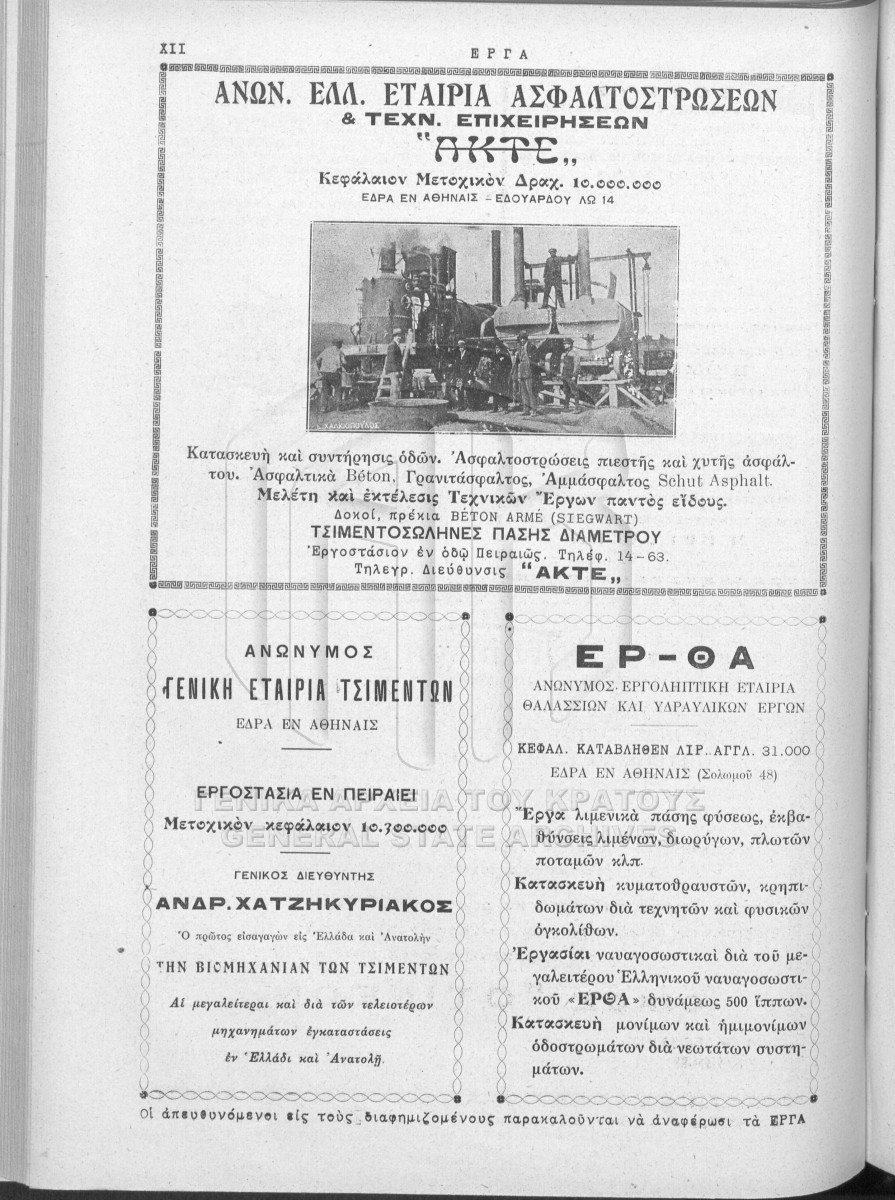 XII
ΕΡΓΑ
ΑΝΩΝ. ΕΛΛ. ΕΤΑΙΡΙΑ ΑΣΦΑΛΤΟΣΤΡΩΣΕΩΝ
& ΤΕΧΝ. ΕΠΙΧΕΙΡΗΣΕΩΝ
"ΑΚΤΕ„
Κεφάλαιον Μετοχικὸν Δραχ. 10.000.000
ΕΔΡΑ ΕΝ ΑΘΗΝΑΙΣ – ΕΔΟΥΑΡΔΟΥ ΛΩ 14
ΧΑΛΚΙΟΠΟΥΛΟΣ
Κατασκευὴ καὶ συντήρησις ὁδῶν. Ἀσφαλτοστρώσεις πιεστῆς καὶ χυτῆς ἀσφάλ-
του. Ἀσφαλτικὰ Béton, Γρανιτάσφαλτος, Ἀμμάσφαλτος Schut Asphalt.
Μελέτη καὶ ἐκτέλεσις Τεχνικῶν Ἔργων παντὸς εἴδους.
Δοκοί, πρέκια BÉTON ARMÉ (SIEGWART)
ΤΣΙΜΕΝΤΟΣΩΛΗΝΕΣ ΠΑΣΗΣ ΔΙΑΜΕΤΡΟΥ
Ἐργοστάσιον ἐν ὁδῷ Πειραιῶς. Τηλέφ. 14–63.
Τηλεγρ. Διεύθυνσις "ΑΚΤΕ„
ΑΝΩΝΥΜΟΣ
ΓΕΝΙΚΗ ΕΤΑΙΡΙΑ ΤΣΙΜΕΝΤΩΝ
ΕΔΡΑ ΕΝ ΑΘΗΝΑΙΣ
ΕΡΓΟΣΤΑΣΙΑ ΕΝ ΠΕΙΡΑΙΕΙ
Μετοχικὸν κεφάλαιον 10.300.000
ΓΕΝΙΚΟΣ ΔΙΕΥΘΥΝΤΗΣ
ΑΝΔΡ. ΧΑΤΖΗΚΥΡΙΑΚΟΣ
Ὁ πρῶτος εἰσαγαγὼν εἰς Ἑλλάδα καὶ Ἀνατολὴν
ΤΗΝ ΒΙΟΜΗΧΑΝΙΑΝ ΤΩΝ ΤΣΙΜΕΝΤΩΝ
Αἱ μεγαλείτεραι καὶ διὰ τῶν τελειοτέρων
μηχανημάτων ἐγκαταστάσεις
ἐν Ἑλλάδι καὶ Ἀνατολῇ.
ΕΡ–ΘΑ
ΑΝΩΝΥΜΟΣ ΕΡΓΟΛΗΠΤΙΚΗ ΕΤΑΙΡΙΑ
ΘΑΛΑΣΣΙΩΝ ΚΑΙ ΥΔΡΑΥΛΙΚΩΝ ΕΡΓΩΝ
ΚΕΦΑΛ. ΚΑΤΑΒΛΗΘΕΝ ΛΙΡ. ΑΓΓΛ. 31.000
ΕΔΡΑ ΕΝ ΑΘΗΝΑΙΣ (Σολωμοῦ 48)
Ἔργα λιμενικὰ πάσης φύσεως, ἐκβα-
θύνσεις λιμένων, διωρύγων, πλωτῶν
ποταμῶν κλπ.
Κατασκευὴ κυματοθραυστῶν, κρηπι-
δωμάτων διὰ τεχνητῶν καὶ φυσικῶν
ὀγκολίθων.
Ἐργασίαι ναυαγοσωστικαὶ διὰ τοῦ με-
γαλειτέρου Ἑλληνικοῦ ναυαγοσωστι-
κοῦ «ΕΡΘΑ» δυνάμεως 500 ἵππων.
Κατασκευὴ μονίμων καὶ ἡμιμονίμων
ὁδοστρωμάτων διὰ νεωτάτων συστη-
μάτων.
Οἱ ἀπευθυνόμενοι εἰς τοὺς διαφημιζομένους παρακαλοῦνται νὰ ἀναφέρωσι τὰ ΕΡΓΑ
ΓΕΝΙΚΑ ΑΡΧΕΙΑ ΤΟΥ ΚΡΑΤΟΥΣ
GENERAL STATE ARCHIVES